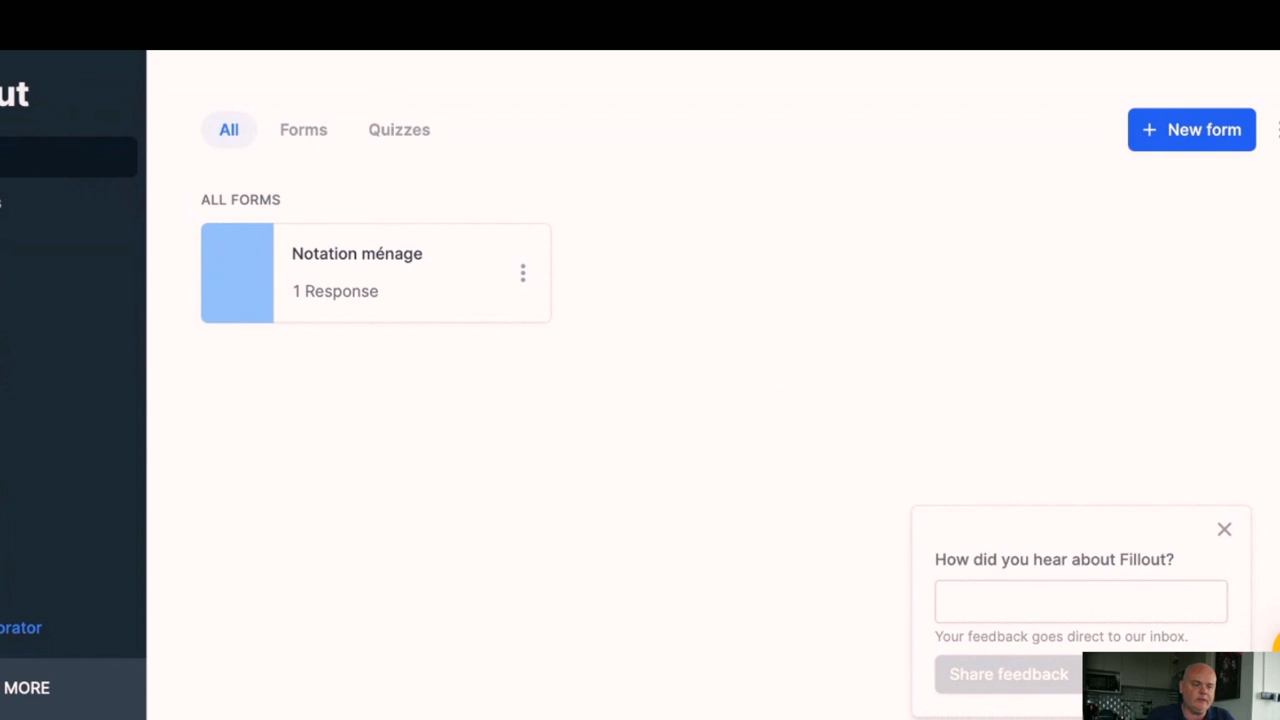 ut
All
Forms
Quizzes
+ New form
ALL FORMS
Notation ménage
1 Response
How did you hear about Fillout?
Your feedback goes direct to our inbox.
Share feedback
orator
MORE